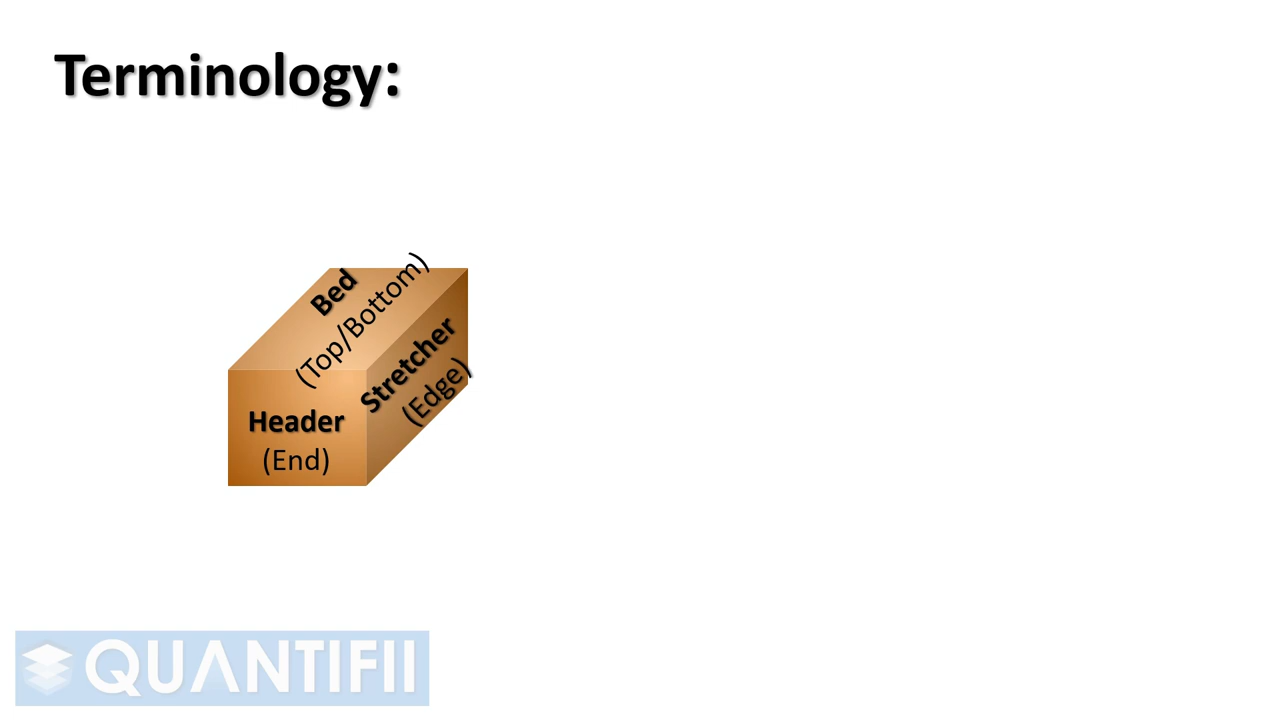 Terminology:
Bed
(Top/Bottom)
Stretcher
(Edge)
Header
(End)
QUANTIFII